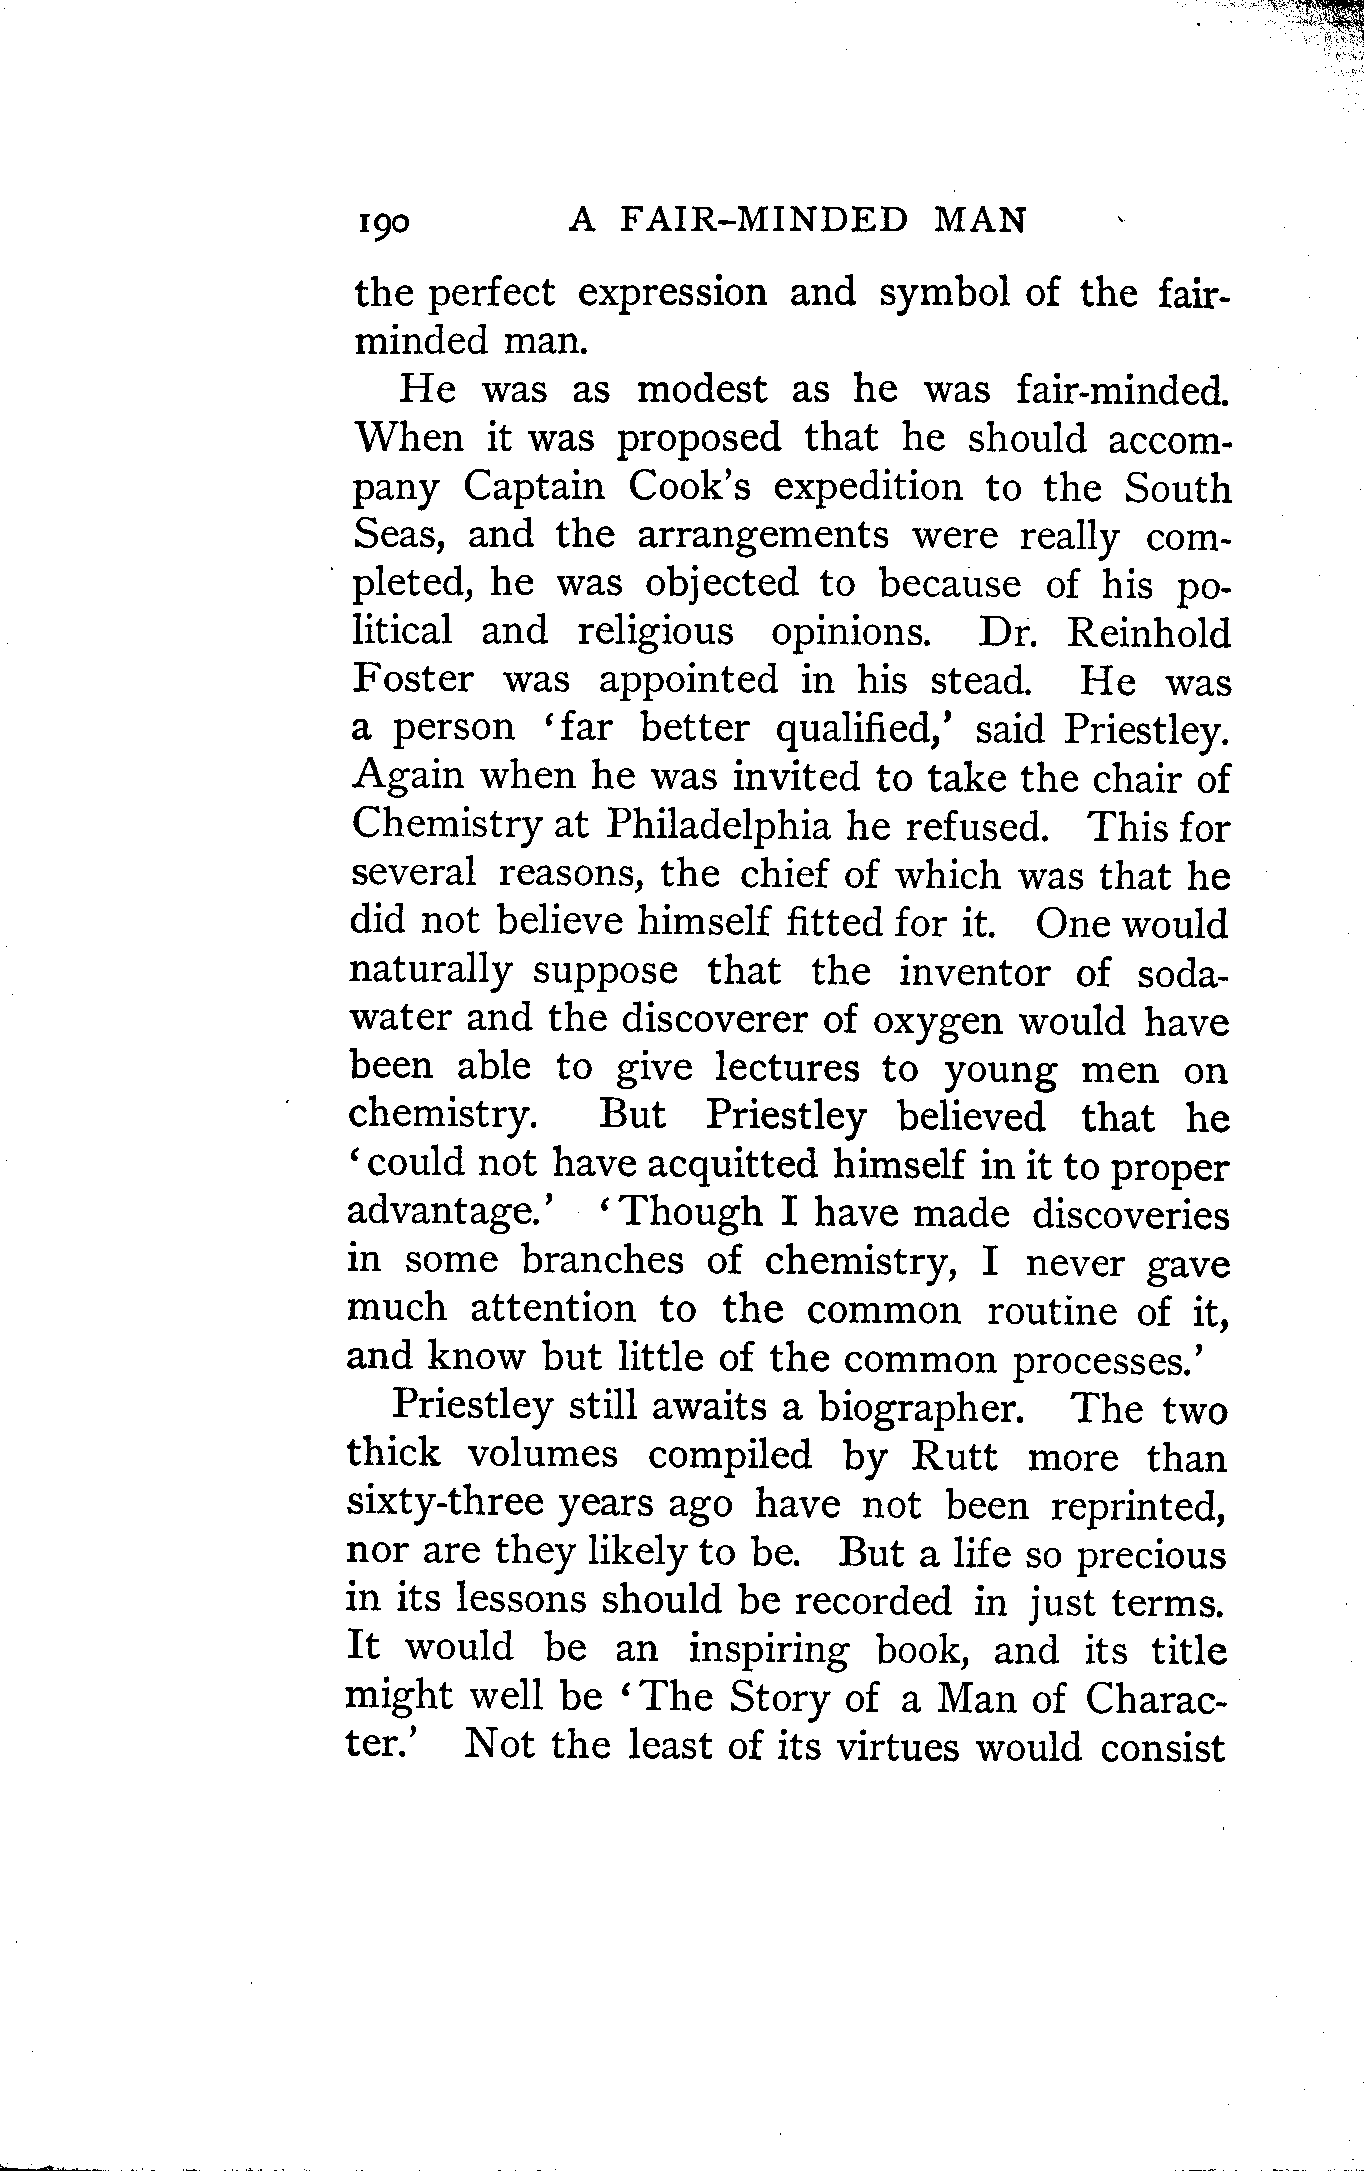 190 A FAIR-MINDED MAN
the perfect expression and symbol of the fair-
minded man.
He was as modest as he was fair-minded.
When it was proposed that he should accom-
pany Captain Cook's expedition to the South
Seas, and the arrangements were really com-
pleted, he was objected to because of his po-
litical and religious opinions. Dr. Reinhold
Foster was appointed in his stead. He was
a person ‘far better qualified,’ said Priestley.
Again when he was invited to take the chair of
Chemistry at Philadelphia he refused. This for
several reasons, the chief of which was that he
did not believe himself fitted for it. One would
naturally suppose that the inventor of soda-
water and the discoverer of oxygen would have
been able to give lectures to young men on
chemistry. But Priestley believed that he
‘could not have acquitted himself in it to proper
advantage.’ ‘Though I have made discoveries
in some branches of chemistry, I never gave
much attention to the common routine of it,
and know but little of the common processes.’
Priestley still awaits a biographer. The two
thick volumes compiled by Rutt more than
sixty-three years ago have not been reprinted,
nor are they likely to be. But a life so precious
in its lessons should be recorded in just terms.
It would be an inspiring book, and its title
might well be ‘The Story of a Man of Charac-
ter.’ Not the least of its virtues would consist